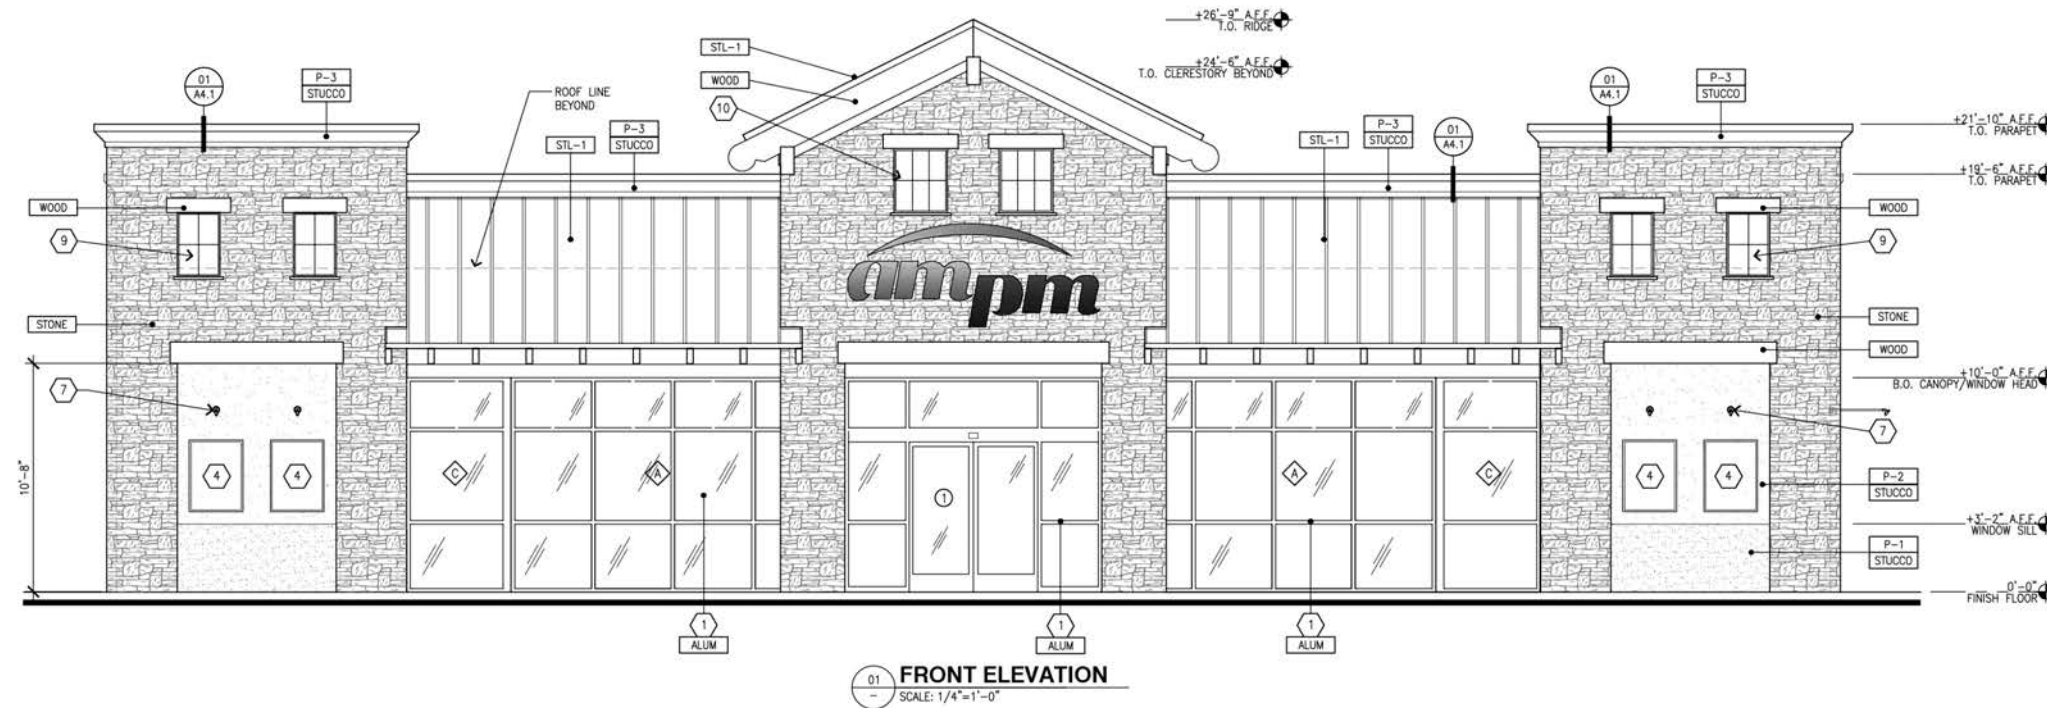 +26'-9" A.F.F.
T.O. RIDGE
STL-1
+24'-6" A.F.F.
T.O. CLERESTORY BEYOND
01
A4.1
P-3
STUCCO
WOOD
01
A4.1
P-3
STUCCO
ROOF LINE
BEYOND
10
+21'-10" A.F.F.
T.O. PARAPET
STL-1
P-3
STUCCO
STL-1
P-3
STUCCO
01
A4.1
+19'-6" A.F.F.
T.O. PARAPET
WOOD
WOOD
9
9
ampm
STONE
STONE
WOOD
+10'-0" A.F.F.
B.O. CANOPY/WINDOW HEAD
7
7
10'-8"
4
4
C
A
1
A
C
4
4
P-2
STUCCO
+3'-2" A.F.F.
WINDOW SILL
P-1
STUCCO
0'-0"
FINISH FLOOR
1
ALUM
1
ALUM
1
ALUM
01
-
FRONT ELEVATION
SCALE: 1/4"=1'-0"